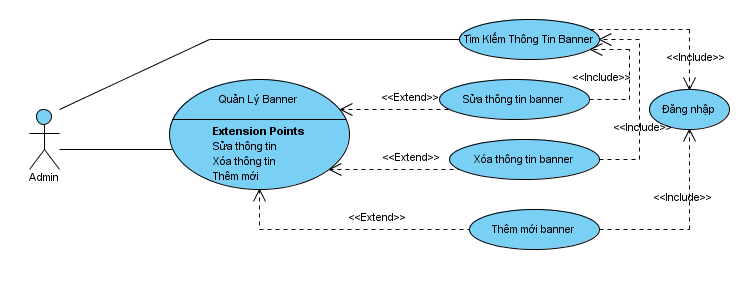 Tìm Kiếm Thông Tin Banner
<<Include>>
<<Include>>
Quản Lý Banner
<<Extend>>
Sửa thông tin banner
Đăng nhập
Extension Points
Sửa thông tin
Xóa thông tin
Thêm mới
<<Include>>
<<Extend>>
Xóa thông tin banner
Admin
<<Include>>
<<Extend>>
Thêm mới banner